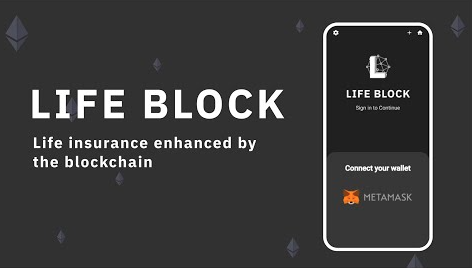 LIFE BLOCK
Life insurance enhanced by
the blockchain
LIFE BLOCK
Sign in to Continue
Connect your wallet
METAMASK